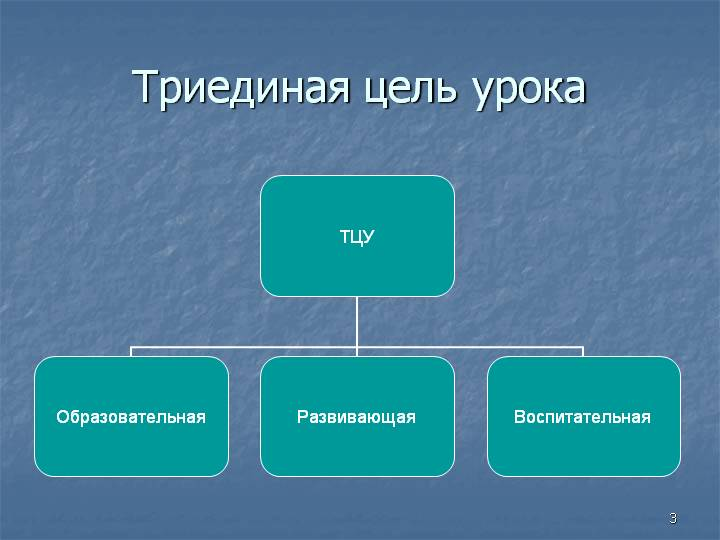 Триединая цель урока
ТЦУ
Образовательная
Развивающая
Воспитательная
3